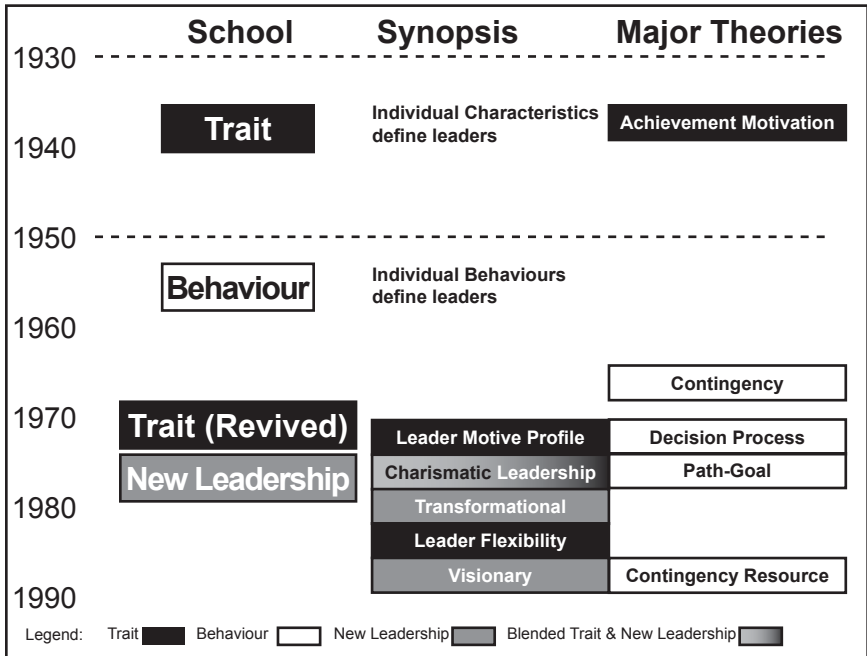 School Synopsis Major Theories
1930
Trait
Individual Characteristics
define leaders
Achievement Motivation
1940
1950
Behaviour
Individual Behaviours
define leaders
1960
Contingency
1970
Trait (Revived)
Leader Motive Profile
Decision Process
New Leadership
Charismatic Leadership
Path-Goal
1980
Transformational
Leader Flexibility
Visionary
Contingency Resource
1990
Legend: Trait Behaviour New Leadership Blended Trait & New Leadership